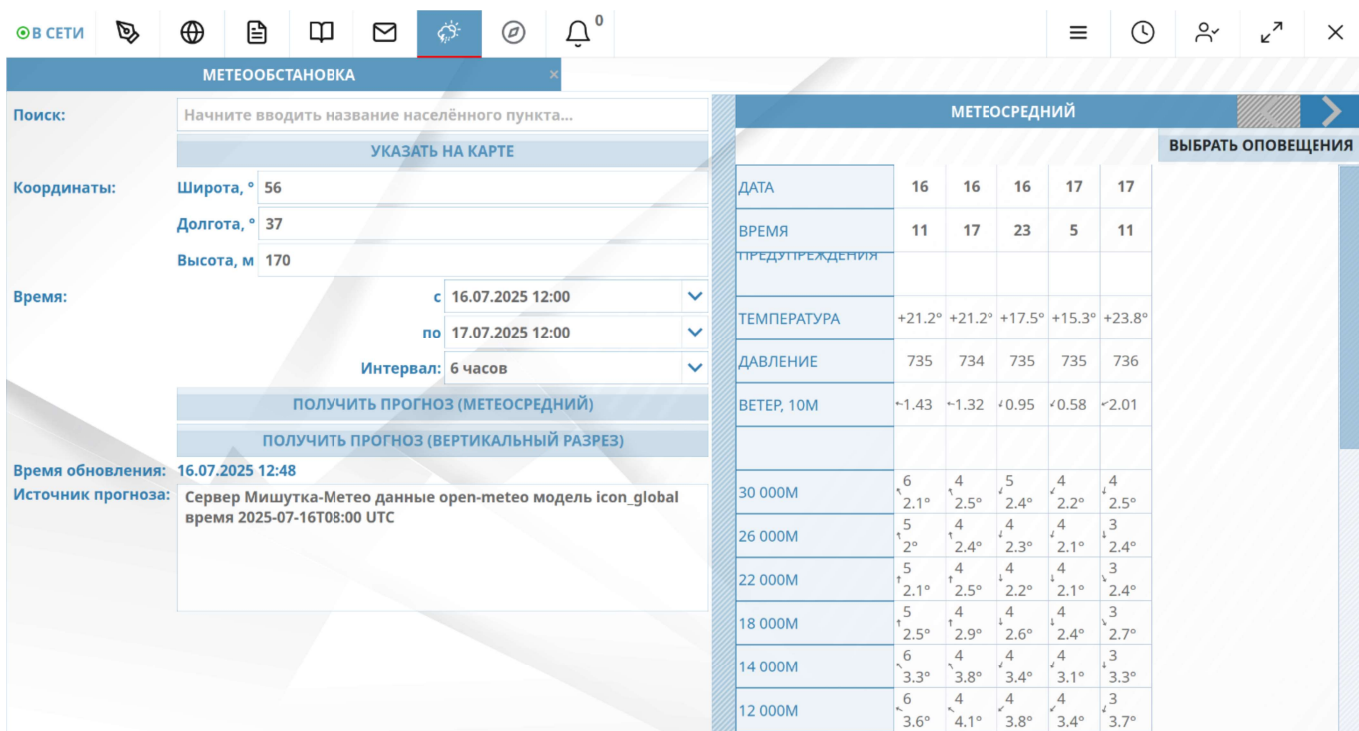 В СЕТИ
0
МЕТЕООБСТАНОВКА ×
Поиск: Начните вводить название населённого пункта...
УКАЗАТЬ НА КАРТЕ
Координаты: Широта, ° 56
Долгота, ° 37
Высота, м 170
Время: с 16.07.2025 12:00
по 17.07.2025 12:00
Интервал: 6 часов
ПОЛУЧИТЬ ПРОГНОЗ (МЕТЕОСРЕДНИЙ)
ПОЛУЧИТЬ ПРОГНОЗ (ВЕРТИКАЛЬНЫЙ РАЗРЕЗ)
Время обновления: 16.07.2025 12:48
Источник прогноза: Сервер Мишутка-Метео данные open-meteo модель icon_global
время 2025-07-16T08:00 UTC
МЕТЕОСРЕДНИЙ
ВЫБРАТЬ ОПОВЕЩЕНИЯ
ДАТА 16 16 16 17 17
ВРЕМЯ 11 17 23 5 11
ПРЕДУПРЕЖДЕНИЯ
ТЕМПЕРАТУРА +21.2° +21.2° +17.5° +15.3° +23.8°
ДАВЛЕНИЕ 735 734 735 735 736
ВЕТЕР, 10М 1.43 1.32 0.95 0.58 2.01
30 000М 6 4 5 4 4
2.1° 2.5° 2.4° 2.2° 2.5°
26 000М 5 4 4 4 3
2° 2.4° 2.3° 2.1° 2.4°
22 000М 5 4 4 4 3
2.1° 2.5° 2.2° 2.1° 2.4°
18 000М 5 4 4 4 3
2.5° 2.9° 2.6° 2.4° 2.7°
14 000М 6 4 4 4 3
3.3° 3.8° 3.4° 3.1° 3.3°
12 000М 6 4 4 4 3
3.6° 4.1° 3.8° 3.4° 3.7°